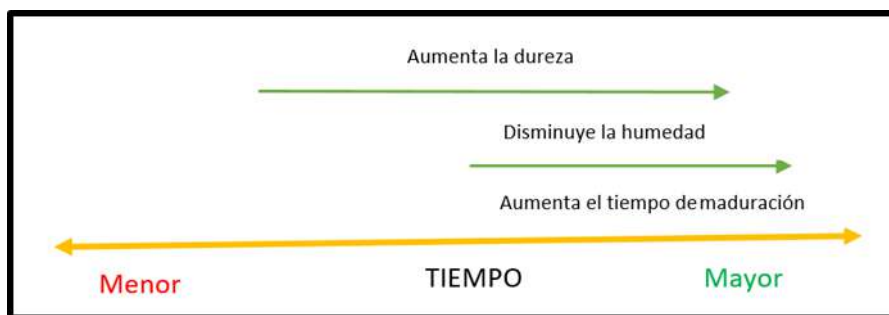 Aumenta la dureza
Disminuye la humedad
Aumenta el tiempo de maduración
Menor TIEMPO Mayor